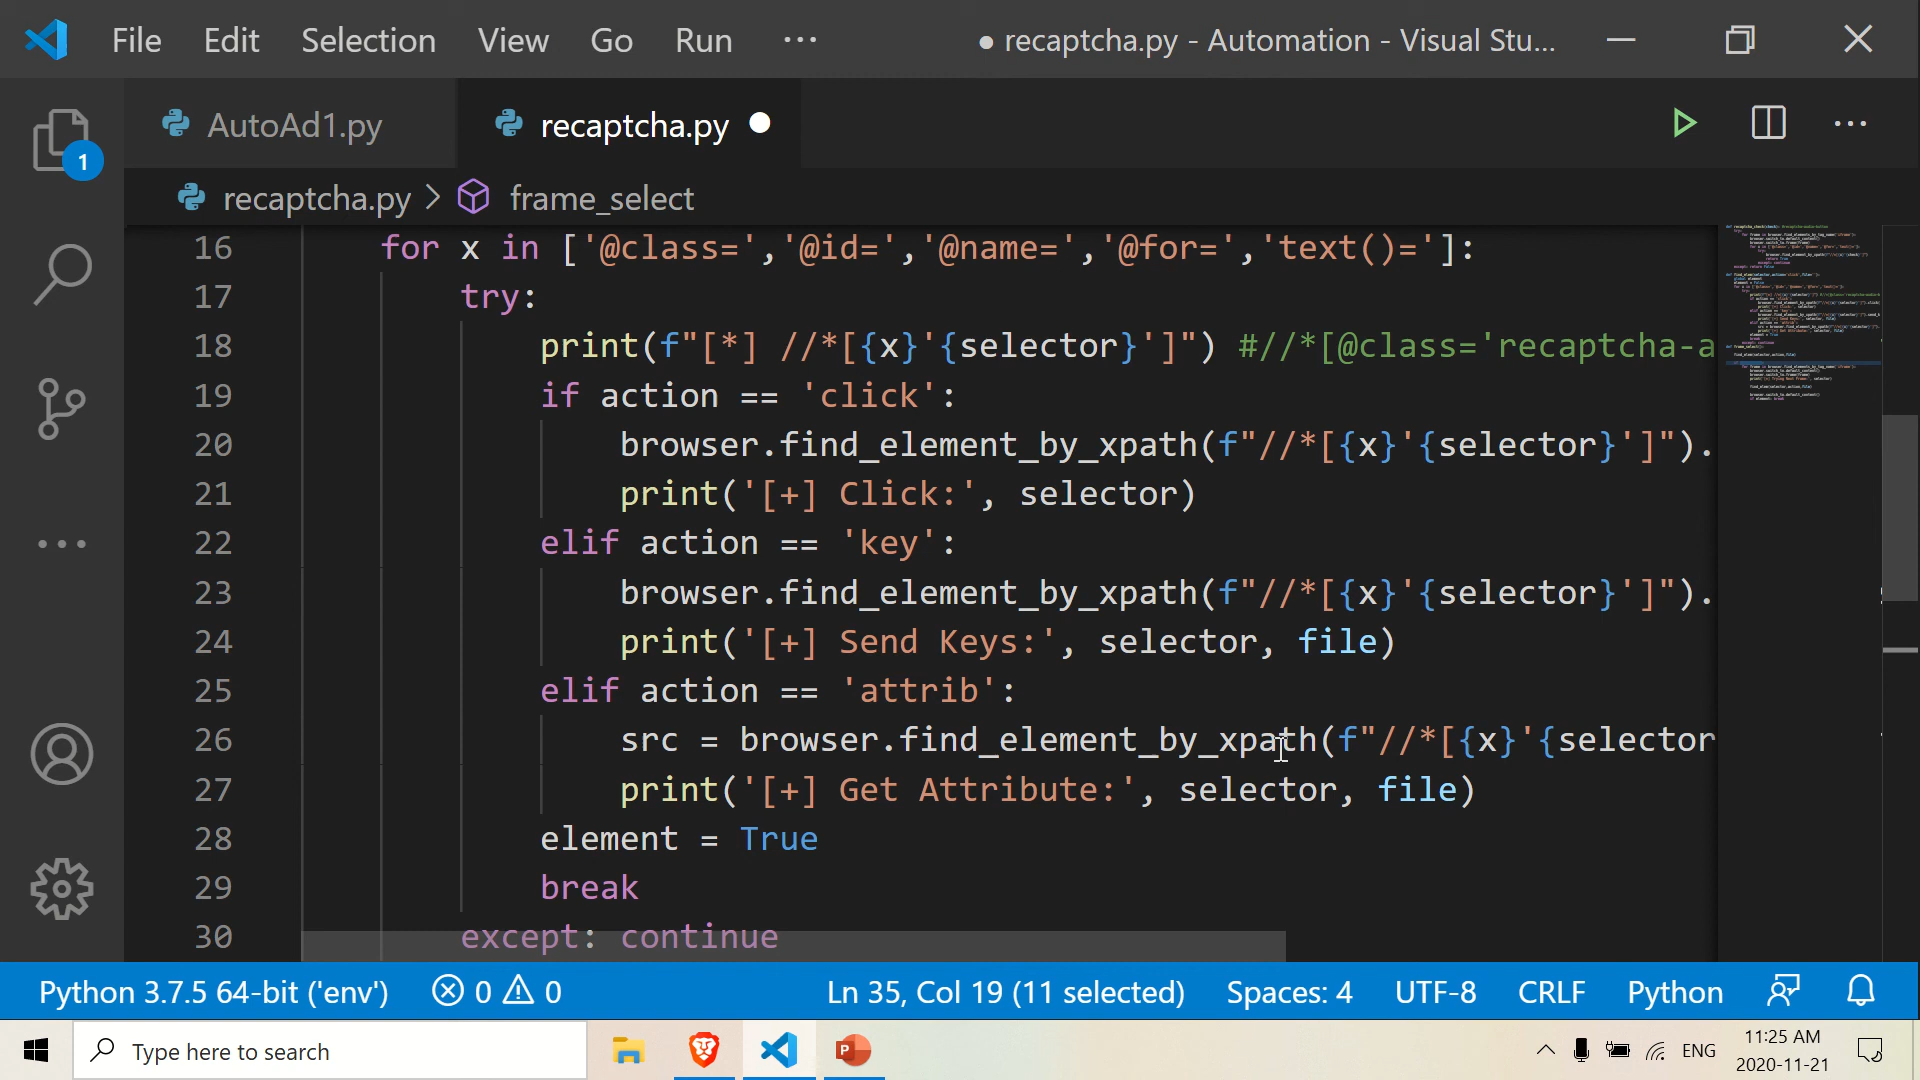 File Edit Selection View Go Run ··· ● recaptcha.py - Automation - Visual Stu...
AutoAd1.py recaptcha.py
1
recaptcha.py > frame_select
16 for x in ['@class=','@id=','@name=','@for=','text()=']:
17 try:
18 print(f"[*] //*[{x}'{selector}']") #//*[@class='recaptcha-a
19 if action == 'click':
20 browser.find_element_by_xpath(f"//*[{x}'{selector}']").
21 print('[+] Click:', selector)
22 elif action == 'key':
23 browser.find_element_by_xpath(f"//*[{x}'{selector}']").
24 print('[+] Send Keys:', selector, file)
25 elif action == 'attrib':
26 src = browser.find_element_by_xpath(f"//*[{x}'{selector
27 print('[+] Get Attribute:', selector, file)
28 element = True
29 break
30 except: continue
Python 3.7.5 64-bit ('env') 0 0 Ln 35, Col 19 (11 selected) Spaces: 4 UTF-8 CRLF Python
Type here to search ENG 11:25 AM
2020-11-21